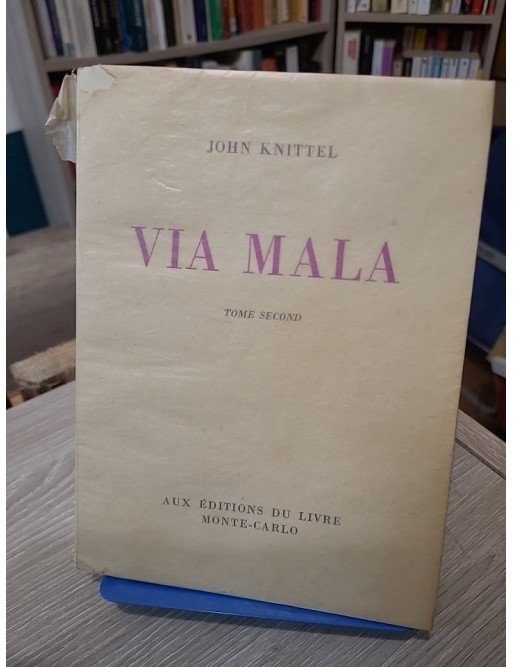 JOHN KNITTEL
VIA MALA
TOME SECOND
AUX ÉDITIONS DU LIVRE
MONTE-CARLO